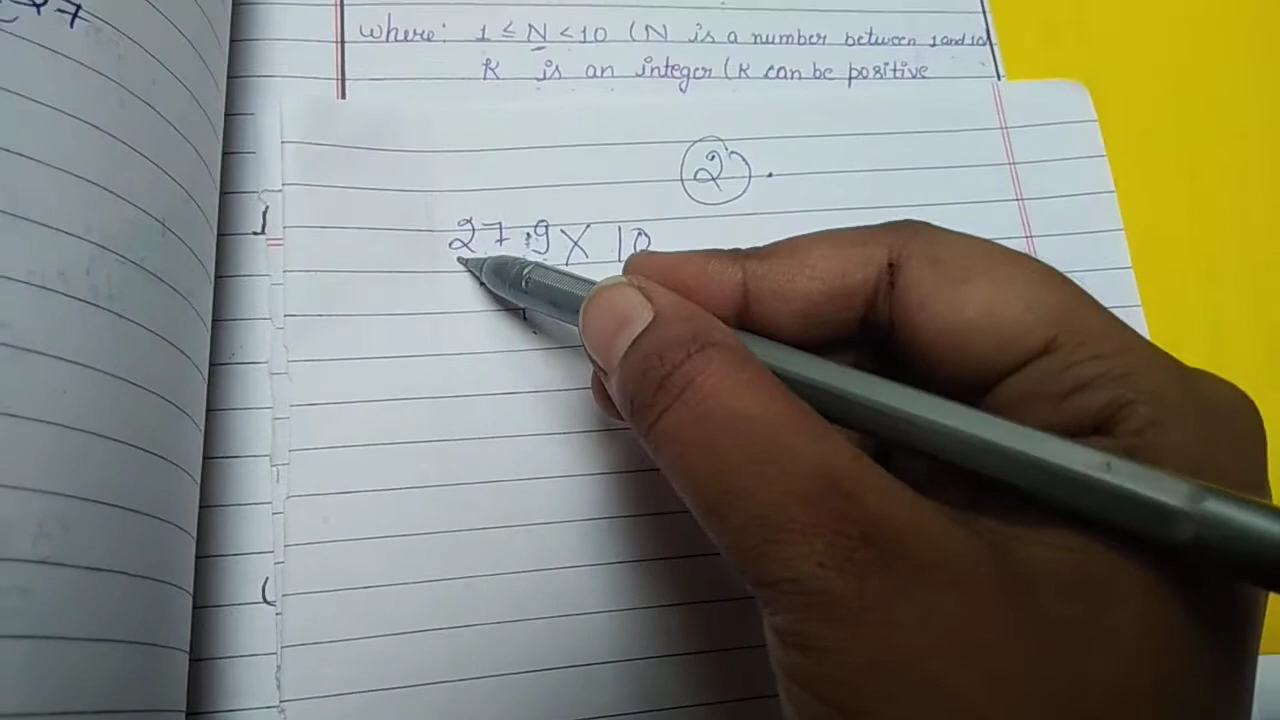 27
where: 1 ≤ N < 10 (N is a number between 1 and 10
K is an integer (K can be positive
2
27.9 X 10